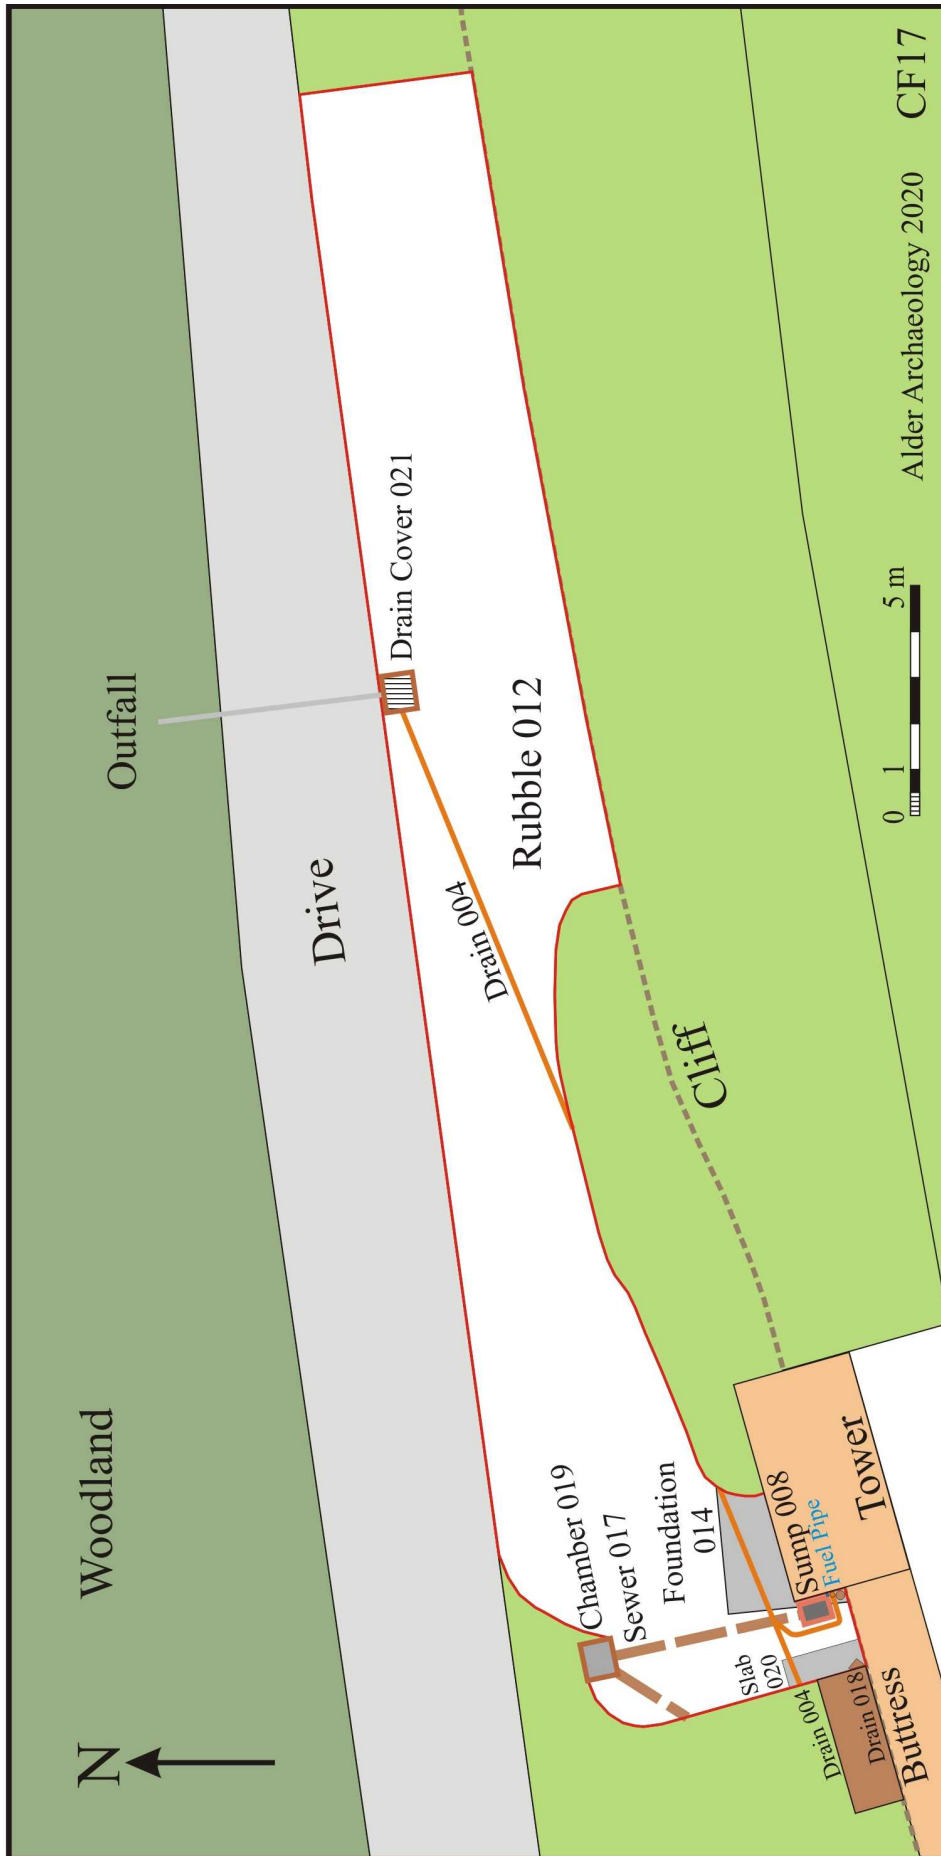 N
Woodland
Outfall
Drive
Drain Cover 021
Drain 004
Rubble 012
Chamber 019
Sewer 017
Foundation
014
Cliff
Slab
020
Sump 008
Fuel Pipe
Tower
Drain 004
Drain 018
Buttress
0 1 5 m
Alder Archaeology 2020 CF17